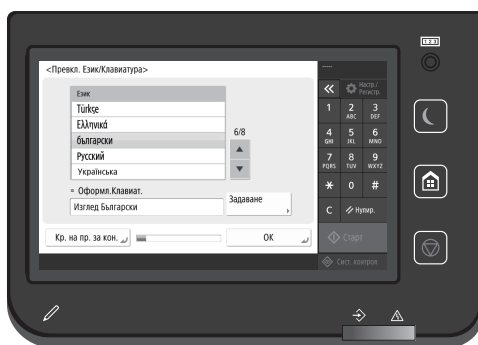 <Превкл. Език/Клавиатура>
Език
Türkçe
Ελληνικά
български
Русский
Українська
6/8
▫ Оформл.Клавиат.
Изглед Български
Задаване
Кр. на пр. за кон.
OK
Настр./
Регистр.
1 2 3
ABC DEF
4 5 6
GHI JKL MNO
7 8 9
PQRS TUV WXYZ
* 0 #
C Нулир.
Старт
Сист. контрол